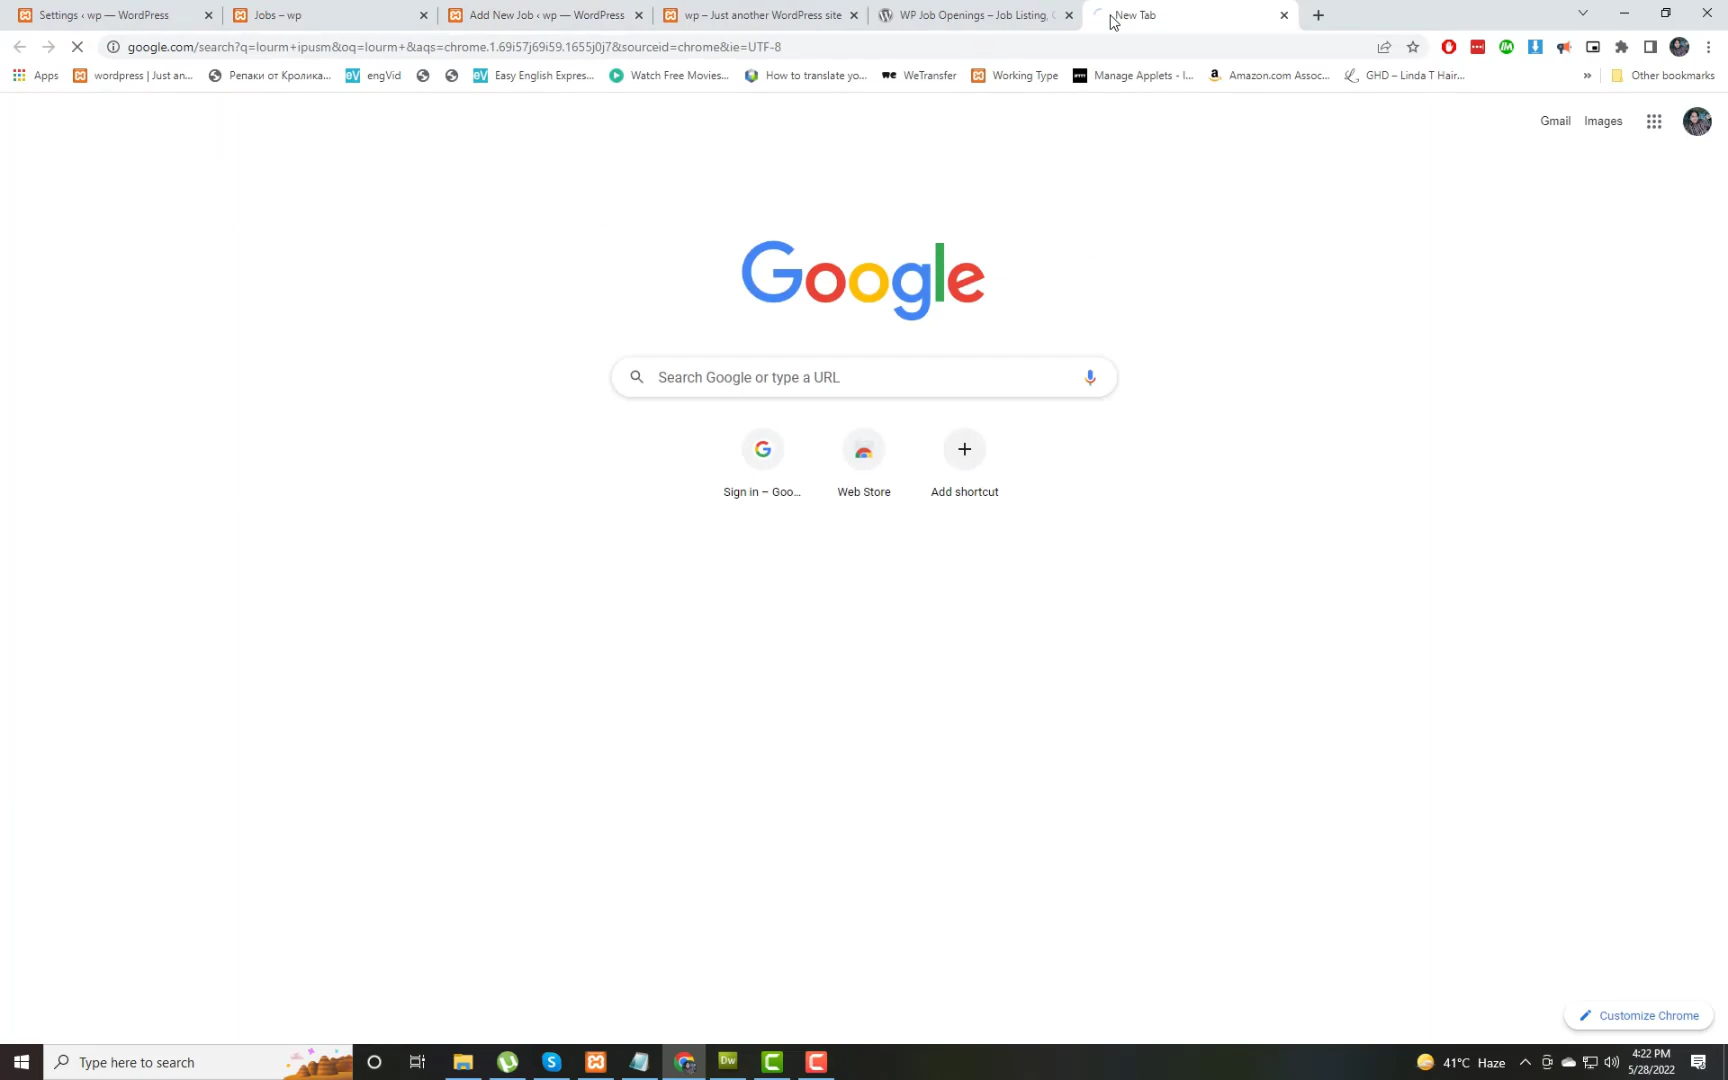 Settings ‹ wp — WordPress
Jobs – wp
Add New Job ‹ wp — WordPress
wp – Just another WordPress site
WP Job Openings – Job Listing,
New Tab
google.com/search?q=lourm+ipusm&oq=lourm+&aqs=chrome.1.69i57j69i59.1655j0j7&sourceid=chrome&ie=UTF-8
Apps
wordpress | Just an...
Репаки от Кролика...
engVid
Easy English Expres...
Watch Free Movies...
How to translate yo...
WeTransfer
Working Type
Manage Applets - I...
Amazon.com Assoc...
GHD – Linda T Hair...
»
Other bookmarks
Gmail
Images
Google
Search Google or type a URL
Sign in – Goo...
Web Store
Add shortcut
Customize Chrome
Type here to search
41°C Haze
4:22 PM
5/28/2022